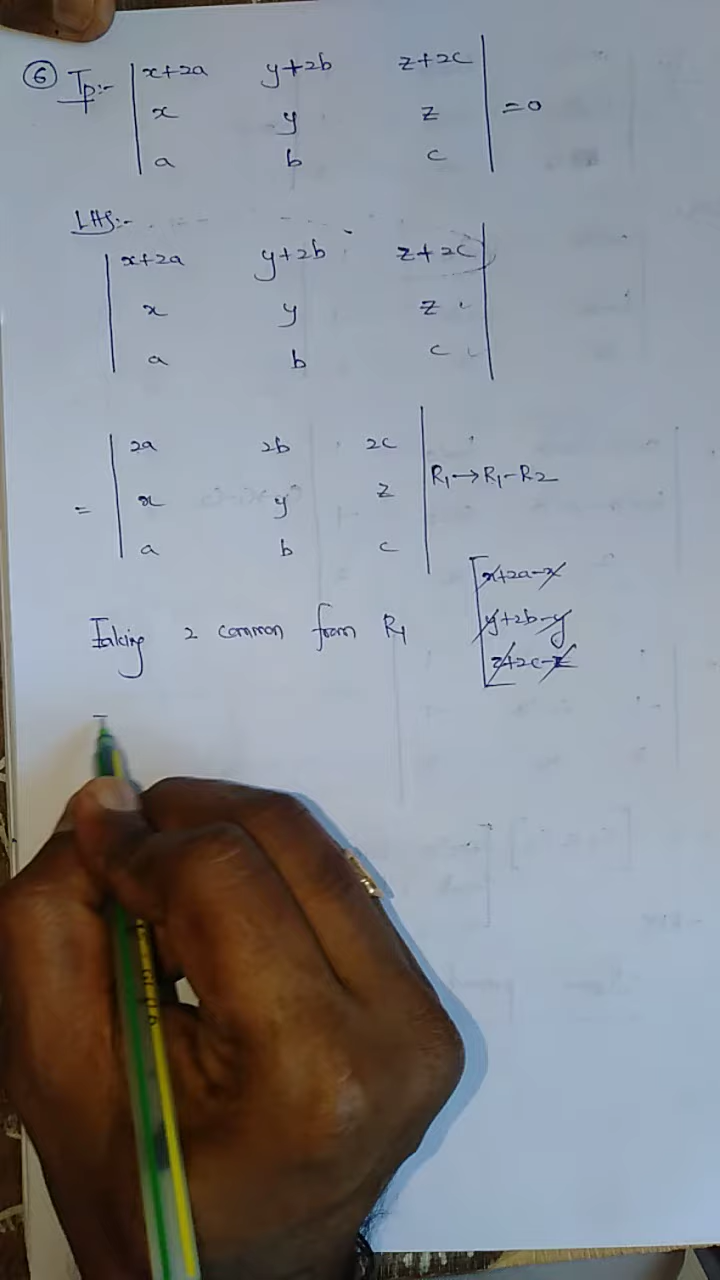 ⑥ Tp:- | x+2a y+2b z+2c |
| x y z | =0
| a b c |
LHS:-
| x+2a y+2b z+2c |
| x y z |
| a b c |
| 2a 2b 2c |
= | x y z | R1→R1-R2
| a b c |
[ x+2a-x
y+2b-y
z+2c-z
Taking 2 common from R1